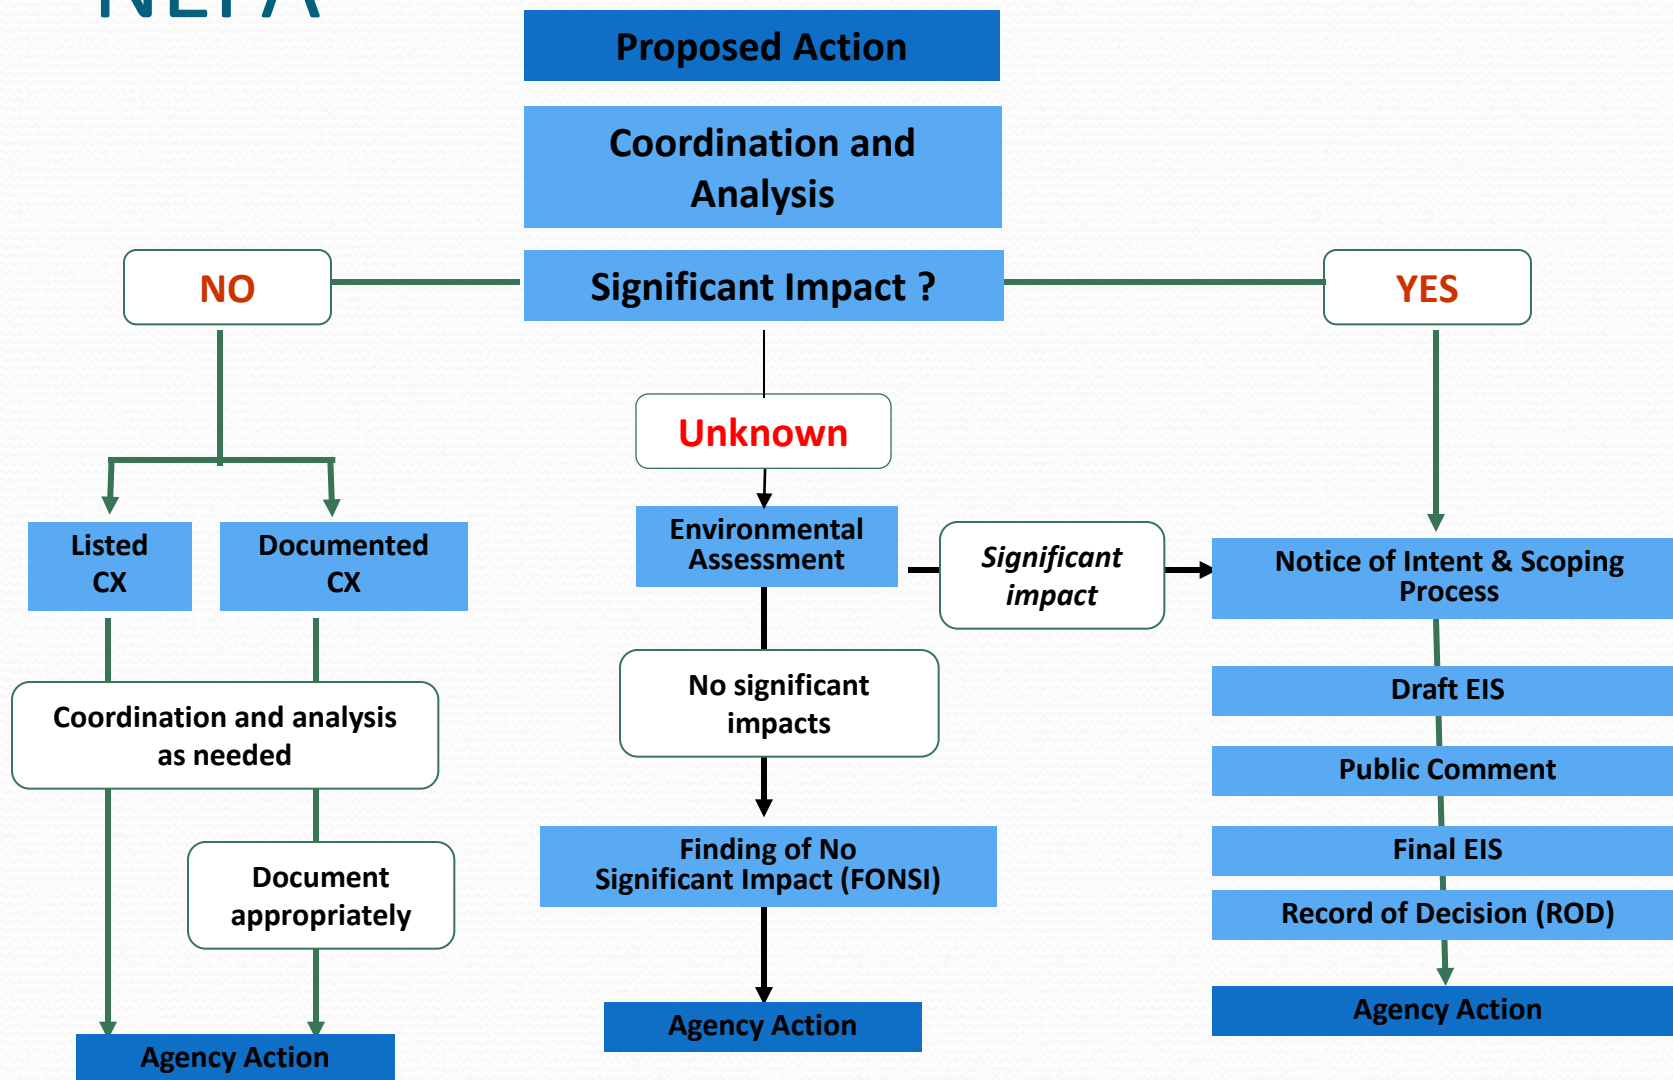 NEPA
Proposed Action
Coordination and
Analysis
NO
Significant Impact ?
YES
Unknown
Listed
CX
Documented
CX
Environmental
Assessment
Significant
impact
Notice of Intent & Scoping
Process
Coordination and analysis
as needed
No significant
impacts
Draft EIS
Public Comment
Document
appropriately
Finding of No
Significant Impact (FONSI)
Final EIS
Record of Decision (ROD)
Agency Action
Agency Action
Agency Action